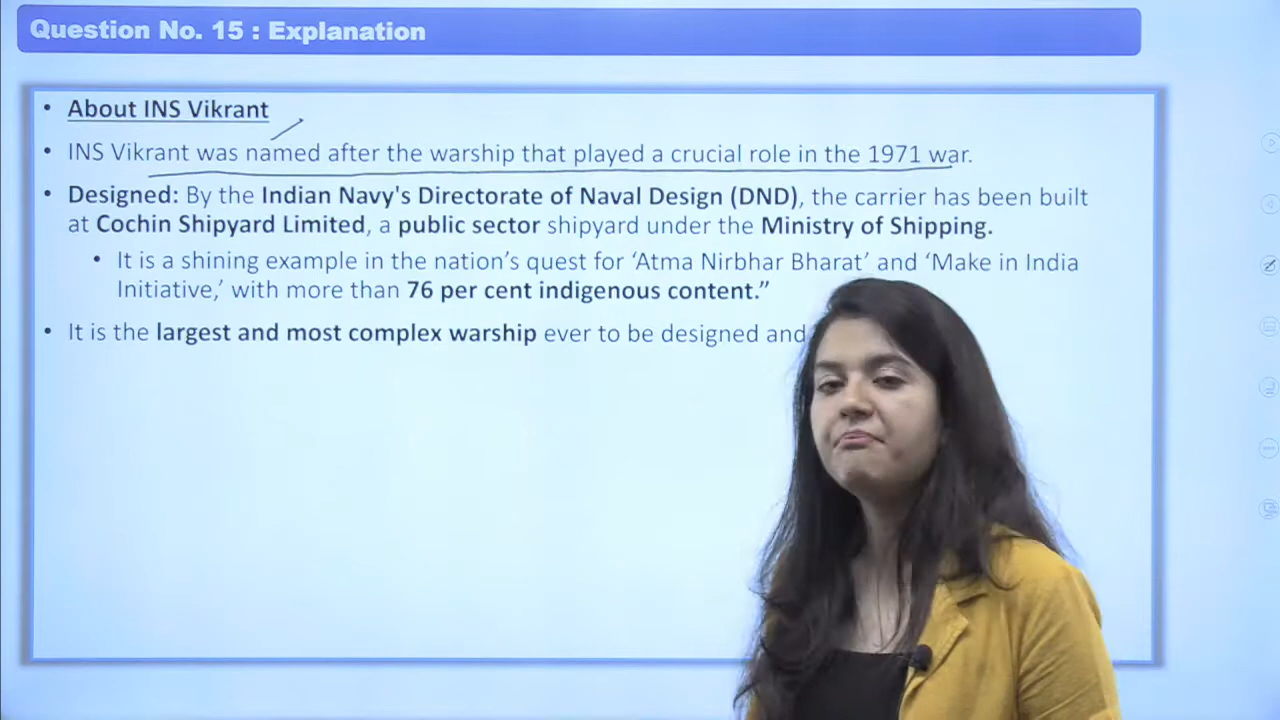 Question No. 15 : Explanation
• About INS Vikrant
• INS Vikrant was named after the warship that played a crucial role in the 1971 war.
• Designed: By the Indian Navy's Directorate of Naval Design (DND), the carrier has been built
at Cochin Shipyard Limited, a public sector shipyard under the Ministry of Shipping.
• It is a shining example in the nation's quest for ‘Atma Nirbhar Bharat’ and ‘Make in India
Initiative,’ with more than 76 per cent indigenous content.”
• It is the largest and most complex warship ever to be designed and